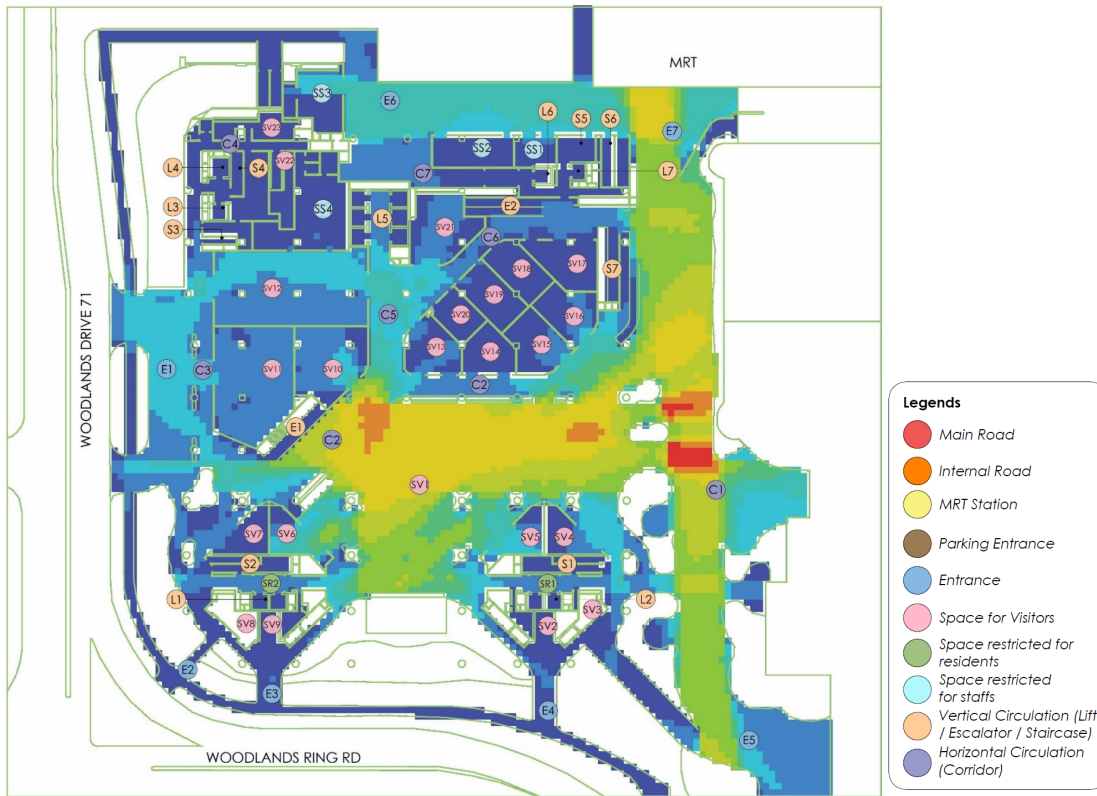 MRT
SS3
E6
L6
S5
S6
SV23
E7
C4
SS2
SS1
L4
S4
SV22
C7
L7
L3
SS4
E2
S3
L5
SV21
C6
SV18
SV17
S7
SV12
SV19
SV20
SV16
C5
SV13
SV14
SV15
WOODLANDS DRIVE 71
E1
C3
SV11
SV10
C2
E1
C2
SV1
C1
SV7
SV6
SV5
SV4
S2
S1
SR2
SR1
L1
L2
SV8
SV9
SV2
SV3
E2
E3
E4
E5
WOODLANDS RING RD
Legends
Main Road
Internal Road
MRT Station
Parking Entrance
Entrance
Space for Visitors
Space restricted for
residents
Space restricted
for staffs
Vertical Circulation (Lift
/ Escalator / Staircase)
Horizontal Circulation
(Corridor)